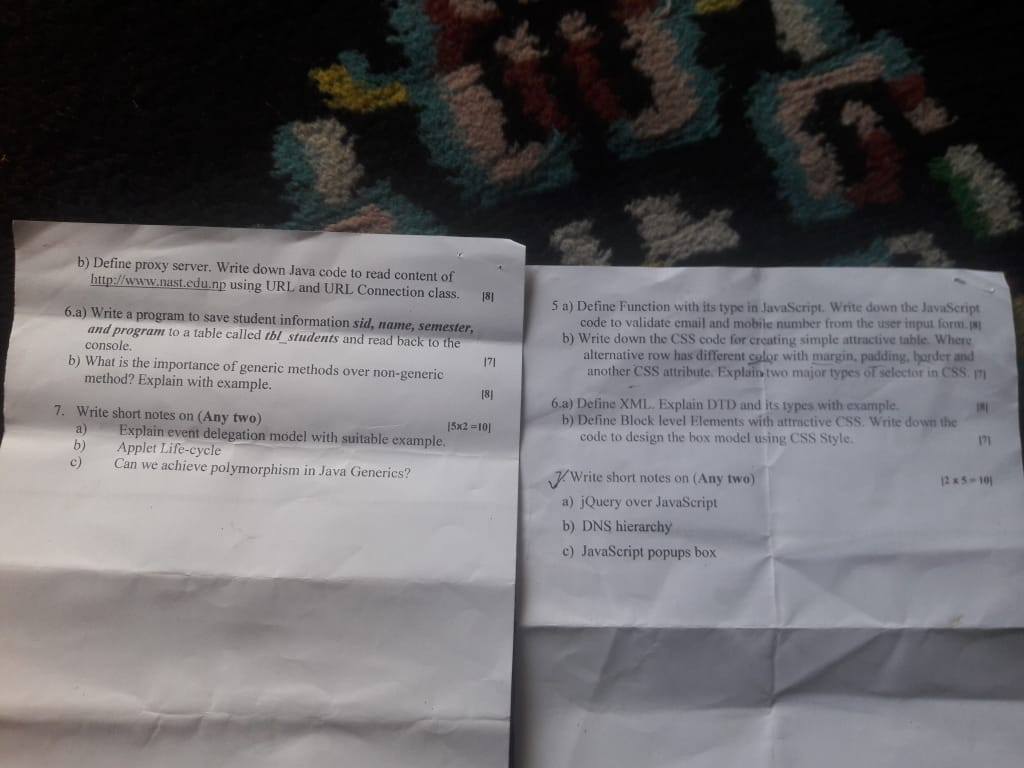 b) Define proxy server. Write down Java code to read content of
http://www.nast.edu.np using URL and URL Connection class. [8]
6.a) Write a program to save student information sid, name, semester,
and program to a table called tbl_students and read back to the
console. [7]
b) What is the importance of generic methods over non-generic
method? Explain with example. [8]
7. Write short notes on (Any two) [5x2 =10]
a) Explain event delegation model with suitable example.
b) Applet Life-cycle
c) Can we achieve polymorphism in Java Generics?
5 a) Define Function with its type in JavaScript. Write down the JavaScript
code to validate email and mobile number from the user input form. [8]
b) Write down the CSS code for creating simple attractive table. Where
alternative row has different color with margin, padding, border and
another CSS attribute. Explain two major types of selector in CSS. [7]
6.a) Define XML. Explain DTD and its types with example. [8]
b) Define Block level Elements with attractive CSS. Write down the
code to design the box model using CSS Style. [7]
7. Write short notes on (Any two) [2 x 5 = 10]
a) jQuery over JavaScript
b) DNS hierarchy
c) JavaScript popups box